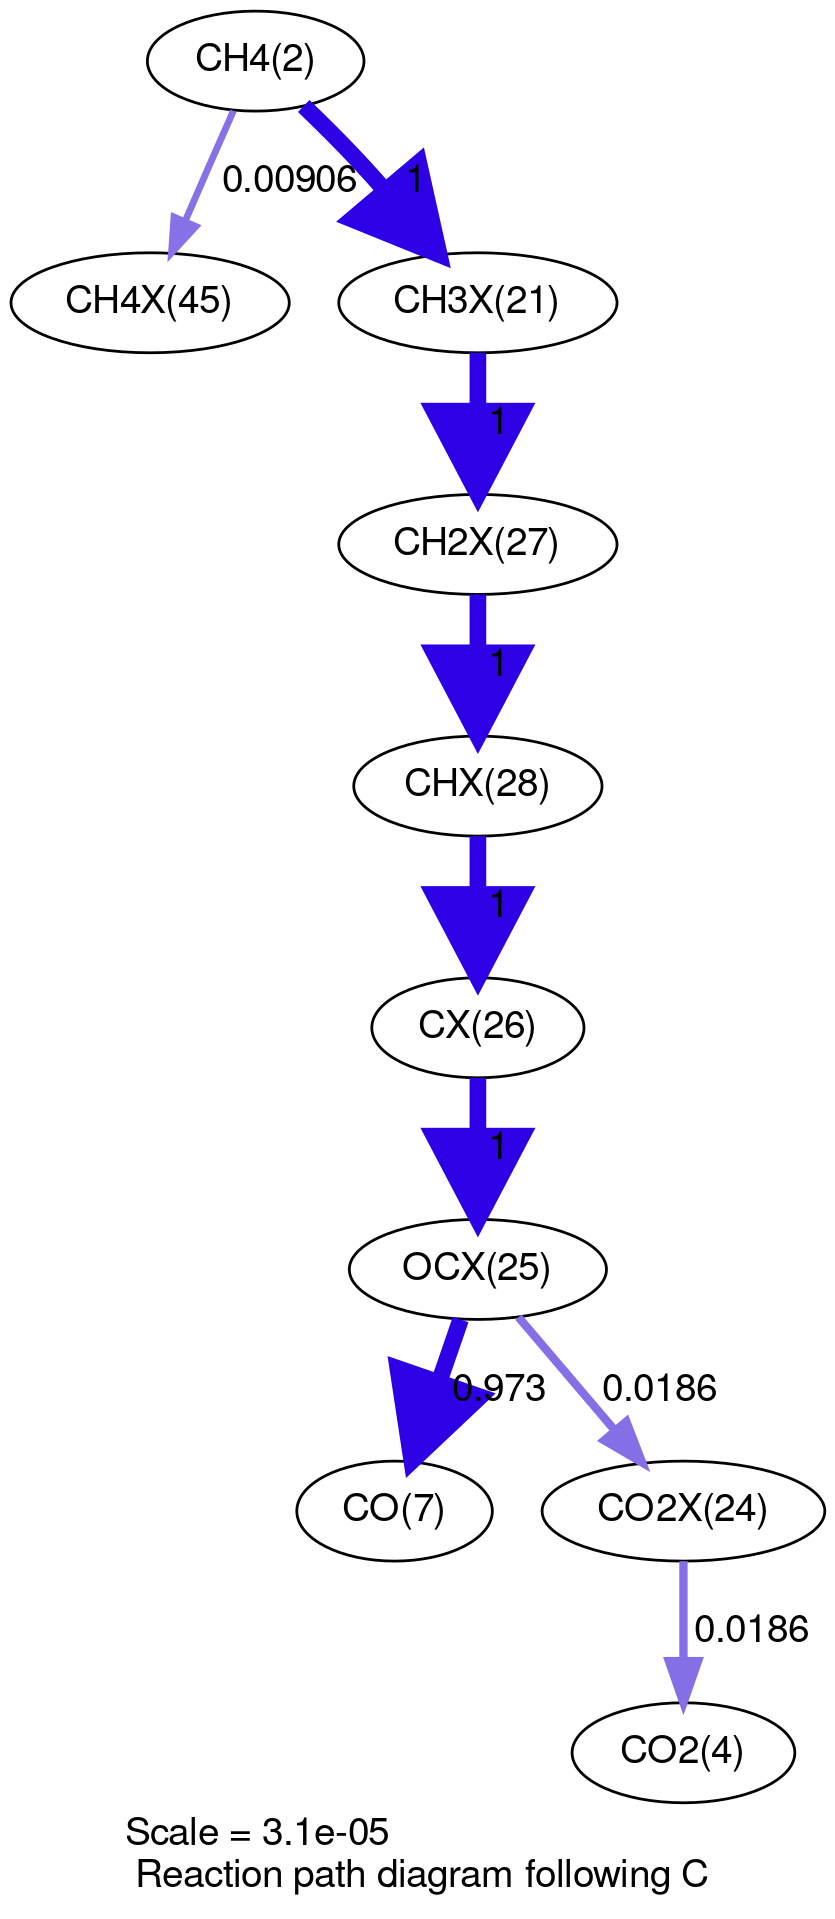 CH4(2)
0.00906
1
CH4X(45)
CH3X(21)
1
CH2X(27)
1
CHX(28)
1
CX(26)
1
OCX(25)
0.973
0.0186
CO(7)
CO2X(24)
0.0186
CO2(4)
Scale = 3.1e-05
Reaction path diagram following C